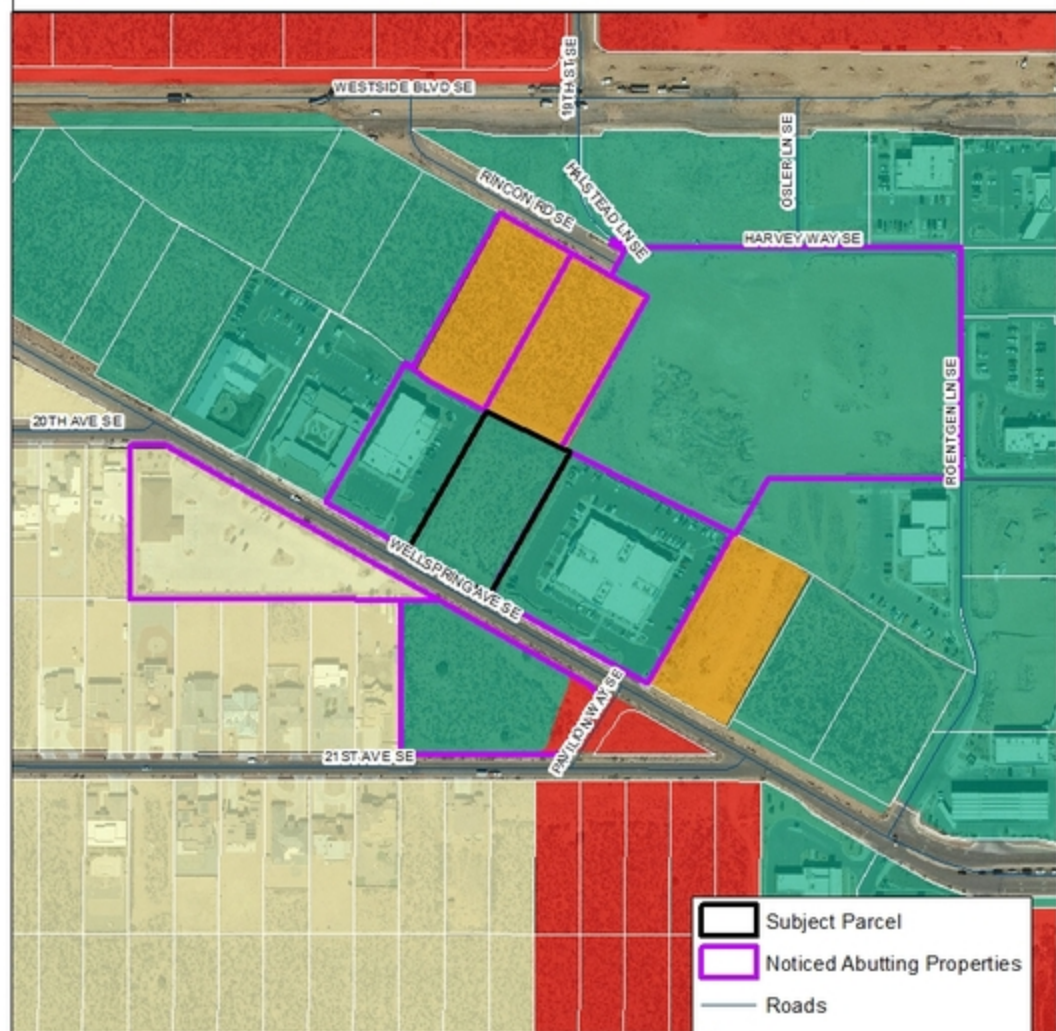 WESTSIDE BLVD SE
19TH ST SE
OSLER LN SE
RINCON RD SE
HALSTEAD LN SE
HARVEY WAY SE
ROENTGEN LN SE
20TH AVE SE
WELLSPRING AVE SE
PAVILION WAY SE
21ST AVE SE
Subject Parcel
Noticed Abutting Properties
Roads